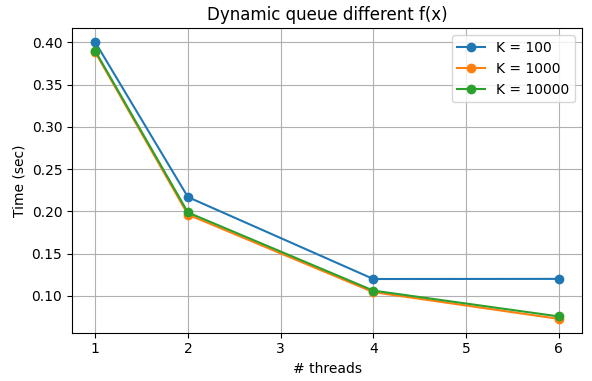 Dynamic queue different f(x)
K = 100
K = 1000
K = 10000
Time (sec)
0.40
0.35
0.30
0.25
0.20
0.15
0.10
1 2 3 4 5 6
# threads